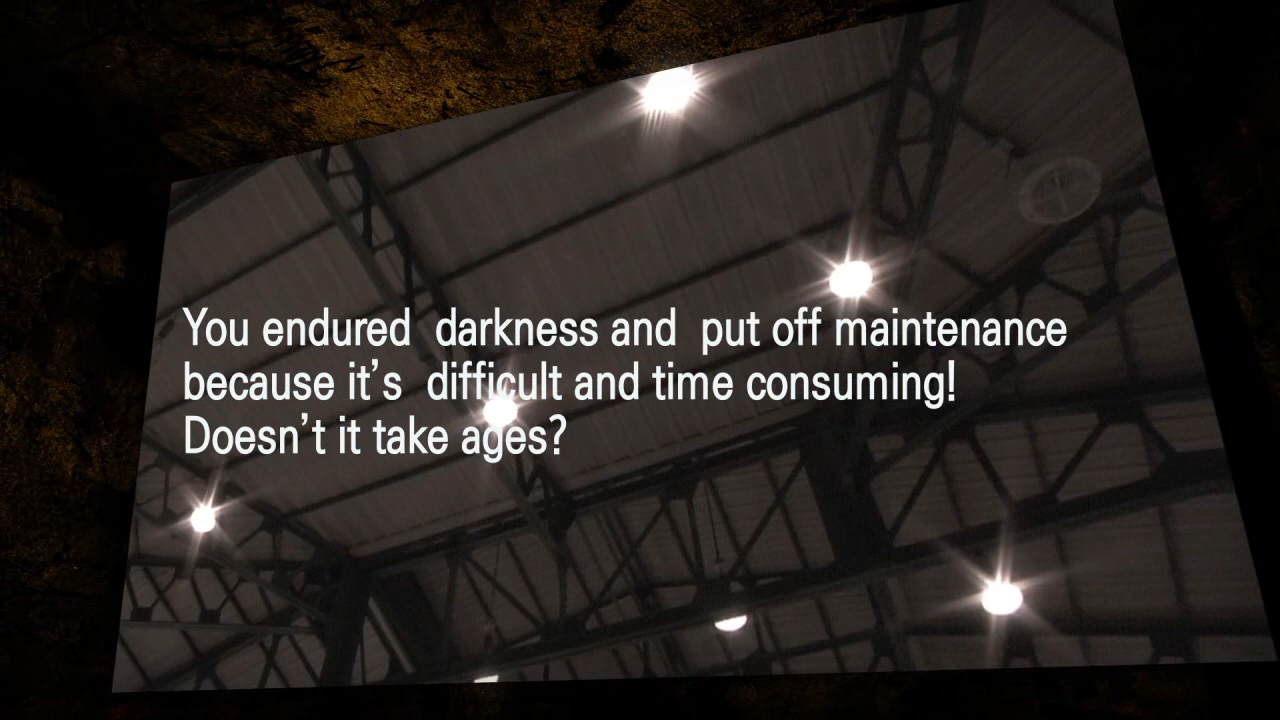 You endured  darkness and  put off maintenance
because it’s  difficult and time consuming!
Doesn’t it take ages?